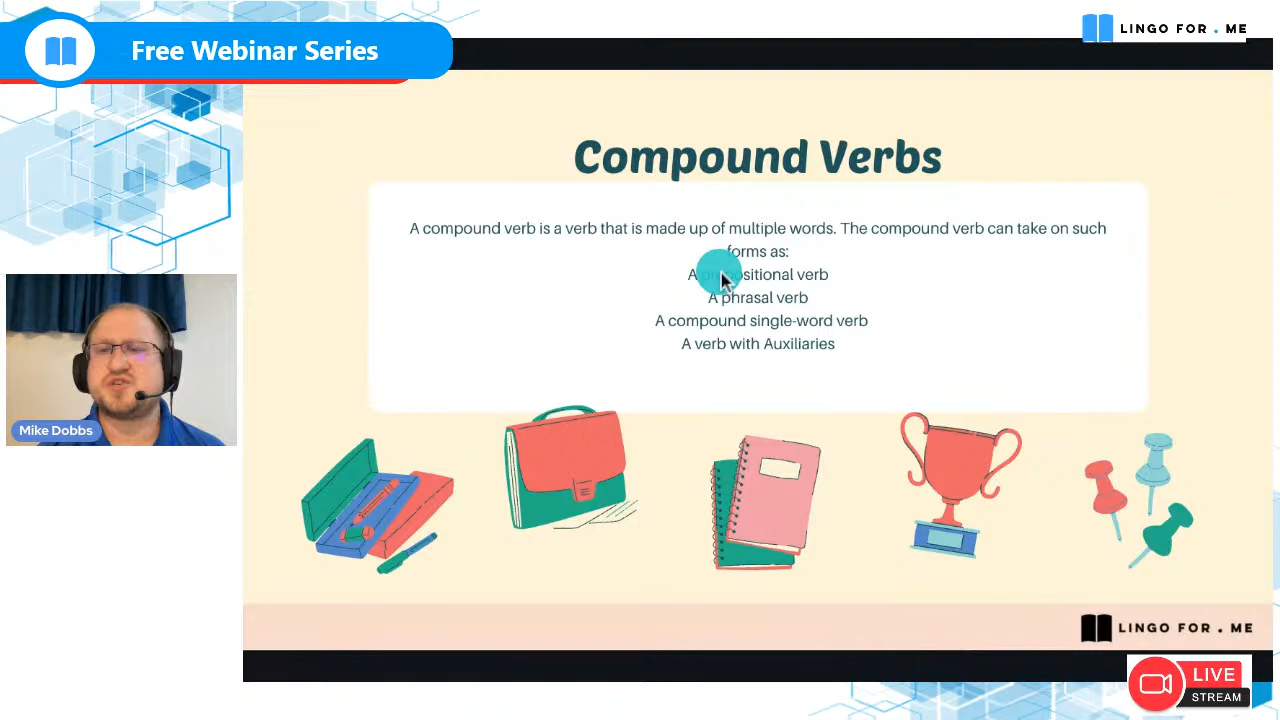 Free Webinar Series
LINGO FOR . ME
Compound Verbs
A compound verb is a verb that is made up of multiple words. The compound verb can take on such
forms as:
A prepositional verb
A phrasal verb
A compound single-word verb
A verb with Auxiliaries
Mike Dobbs
LINGO FOR . ME
LIVE
STREAM